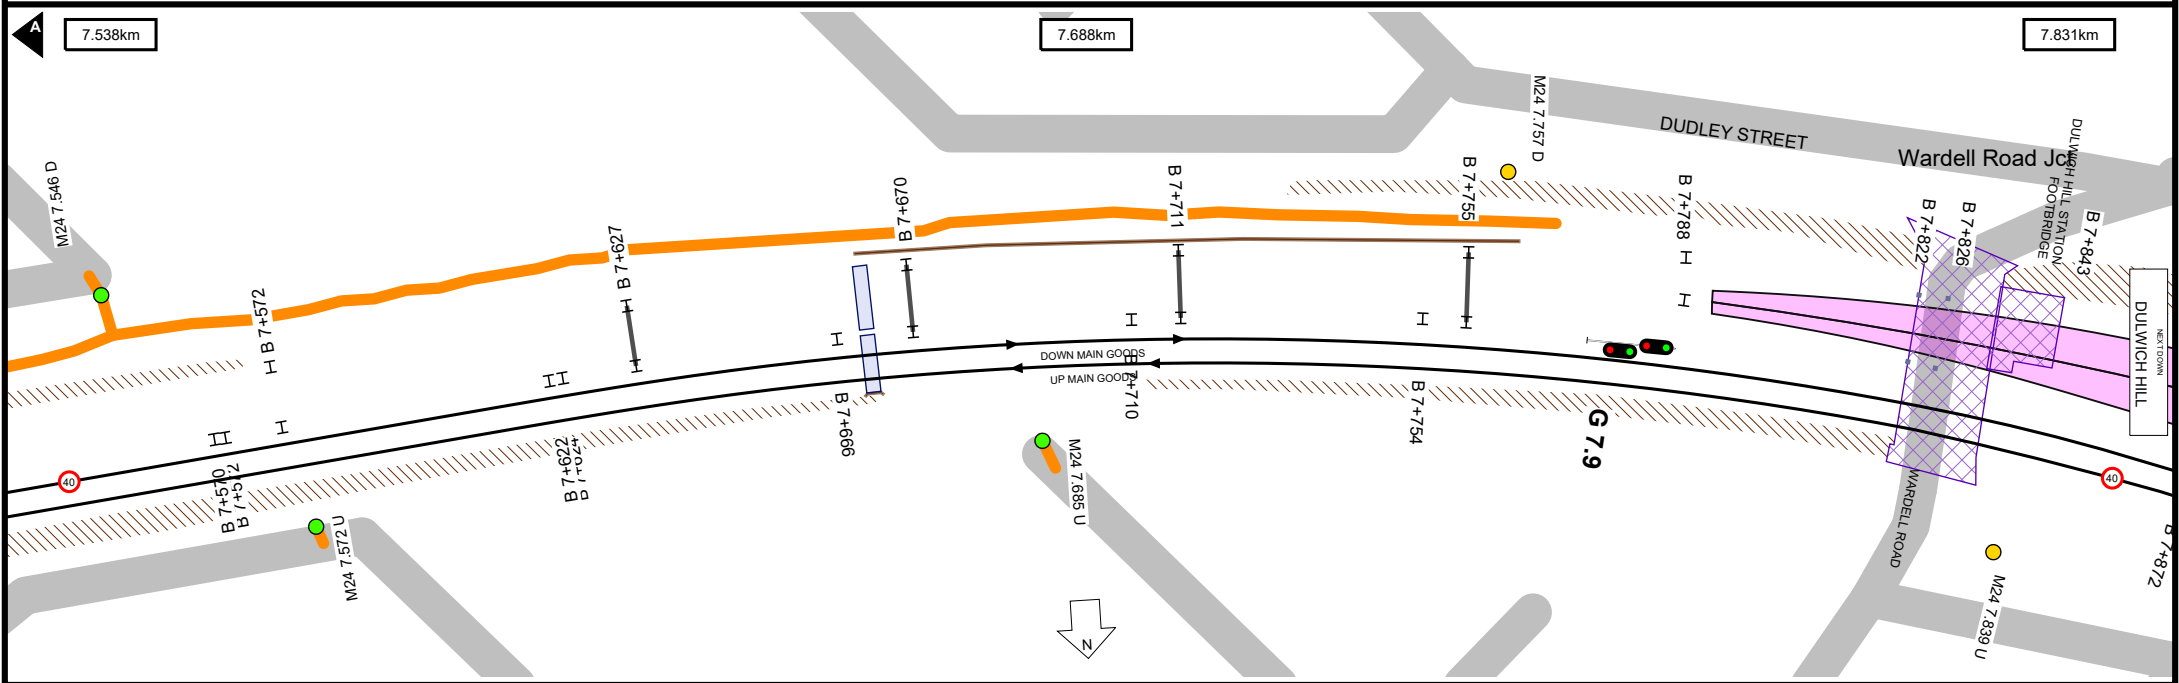 A
7.538km
7.688km
7.831km
M24 7.546 D
B 7+572
B 7+627
B 7+670
B 7+711
B 7+755
M24 7.757 D
B 7+788
DUDLEY STREET
Wardell Road Jct
DULWICH HILL STATION
FOOTBRIDGE
B 7+822
B 7+826
B 7+843
DULWICH HILL
NEXT DOWN
DOWN MAIN GOODS
UP MAIN GOODS
40
B 7+570
B 7+572
M24 7.572 U
B 7+622
B 7+624
B 7+666
M24 7.685 U
B 7+710
B 7+754
G 7.9
WARDELL ROAD
40
M24 7.839 U
B 7+872
N